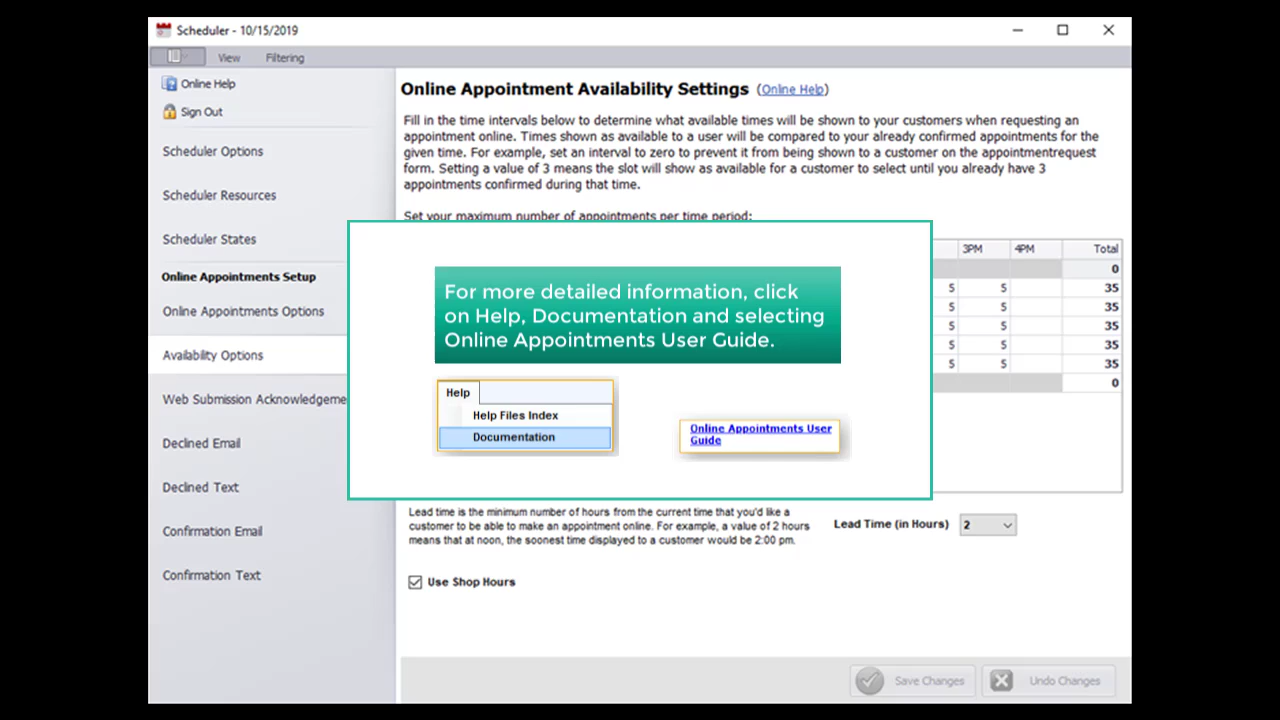 Scheduler - 10/15/2019
View
Filtering
Online Help
Sign Out
Scheduler Options
Scheduler Resources
Scheduler States
Online Appointments Setup
Online Appointments Options
Availability Options
Web Submission Acknowledgeme
Declined Email
Declined Text
Confirmation Email
Confirmation Text
Online Appointment Availability Settings (Online Help)
Fill in the time intervals below to determine what available times will be shown to your customers when requesting an
appointment online. Times shown as available to a user will be compared to your already confirmed appointments for the
given time. For example, set an interval to zero to prevent it from being shown to a customer on the appointmentrequest
form. Setting a value of 3 means the slot will show as available for a customer to select until you already have 3
appointments confirmed during that time.
Set your maximum number of appointments per time period:
3PM 4PM Total
0
5 5 35
5 5 35
5 5 35
5 5 35
5 5 35
0
For more detailed information, click
on Help, Documentation and selecting
Online Appointments User Guide.
Help
Help Files Index
Documentation
Online Appointments User
Guide
Lead time is the minimum number of hours from the current time that you'd like a
customer to be able to make an appointment online. For example, a value of 2 hours
means that at noon, the soonest time displayed to a customer would be 2:00 pm.
Lead Time (in Hours) 2
Use Shop Hours
Save Changes
Undo Changes